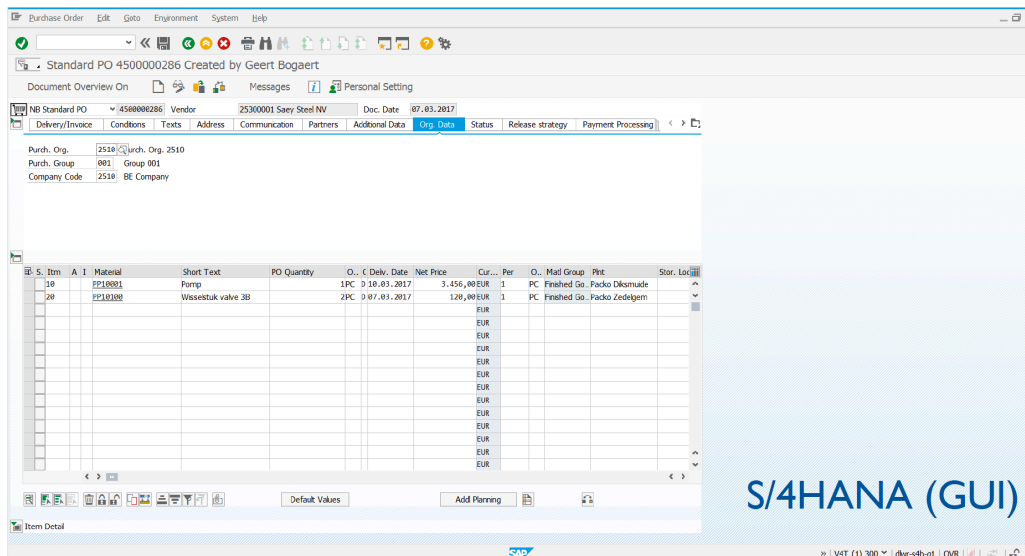 Purchase Order Edit Goto Environment System Help
Standard PO 4500000286 Created by Geert Bogaert
Document Overview On Messages Personal Setting
NB Standard PO 4500000286 Vendor 25300001 Saey Steel NV Doc. Date 07.03.2017
Delivery/Invoice Conditions Texts Address Communication Partners Additional Data Org. Data Status Release strategy Payment Processing
Purch. Org. 2510 urch. Org. 2510
Purch. Group 001 Group 001
Company Code 2510 BE Company
S. Itm A I Material Short Text PO Quantity O.. C Deliv. Date Net Price Cur... Per O.. Matl Group Plnt Stor. Loc
10 PP10001 Pomp 1 PC D 10.03.2017 3.456,00 EUR 1 PC Finished Go.. Packo Diksmuide
20 PP10100 Wisselstuk valve 3B 2 PC D 07.03.2017 120,00 EUR 1 PC Finished Go.. Packo Zedelgem
EUR
EUR
EUR
EUR
EUR
EUR
EUR
EUR
EUR
EUR
EUR
EUR
EUR
Default Values Add Planning
S/4HANA (GUI)
Item Detail
SAP
V4T (1) 300 OVR